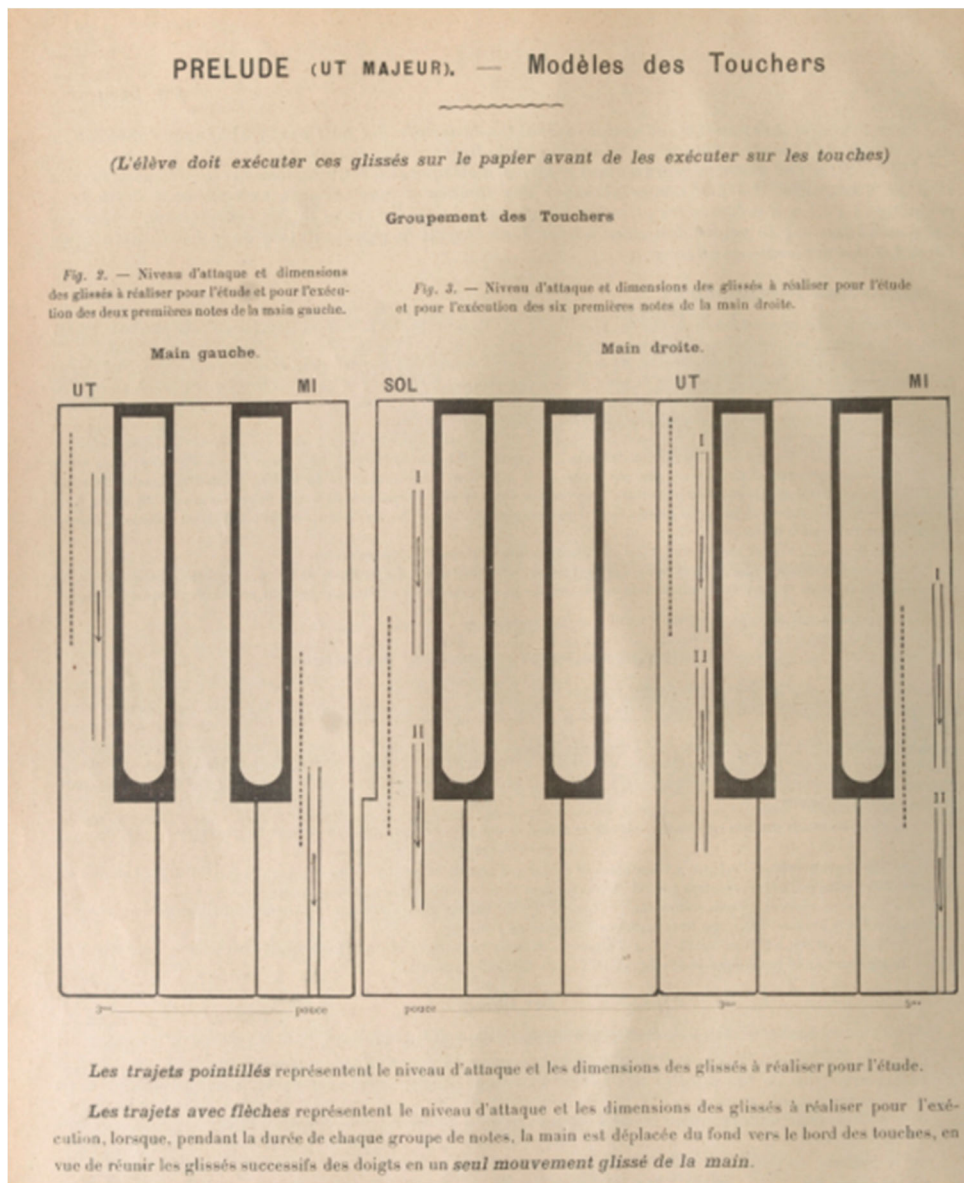 PRELUDE (UT MAJEUR). — Modèles des Touchers
(L'élève doit exécuter ces glissés sur le papier avant de les exécuter sur les touches)
Groupement des Touchers
Fig. 2. — Niveau d'attaque et dimensions
des glissés à réaliser pour l'étude et pour l'exécu-
tion des deux premières notes de la main gauche.
Fig. 3. — Niveau d'attaque et dimensions des glissés à réaliser pour l'étude
et pour l'exécution des six premières notes de la main droite.
Main gauche.
Main droite.
UT MI SOL UT MI
I I I
II II II
pouce pouce
Les trajets pointillés représentent le niveau d'attaque et les dimensions des glissés à réaliser pour l'étude.
Les trajets avec flèches représentent le niveau d'attaque et les dimensions des glissés à réaliser pour l'exé-
cution, lorsque, pendant la durée de chaque groupe de notes, la main est déplacée du fond vers le bord des touches, en
vue de réunir les glissés successifs des doigts en un seul mouvement glissé de la main.